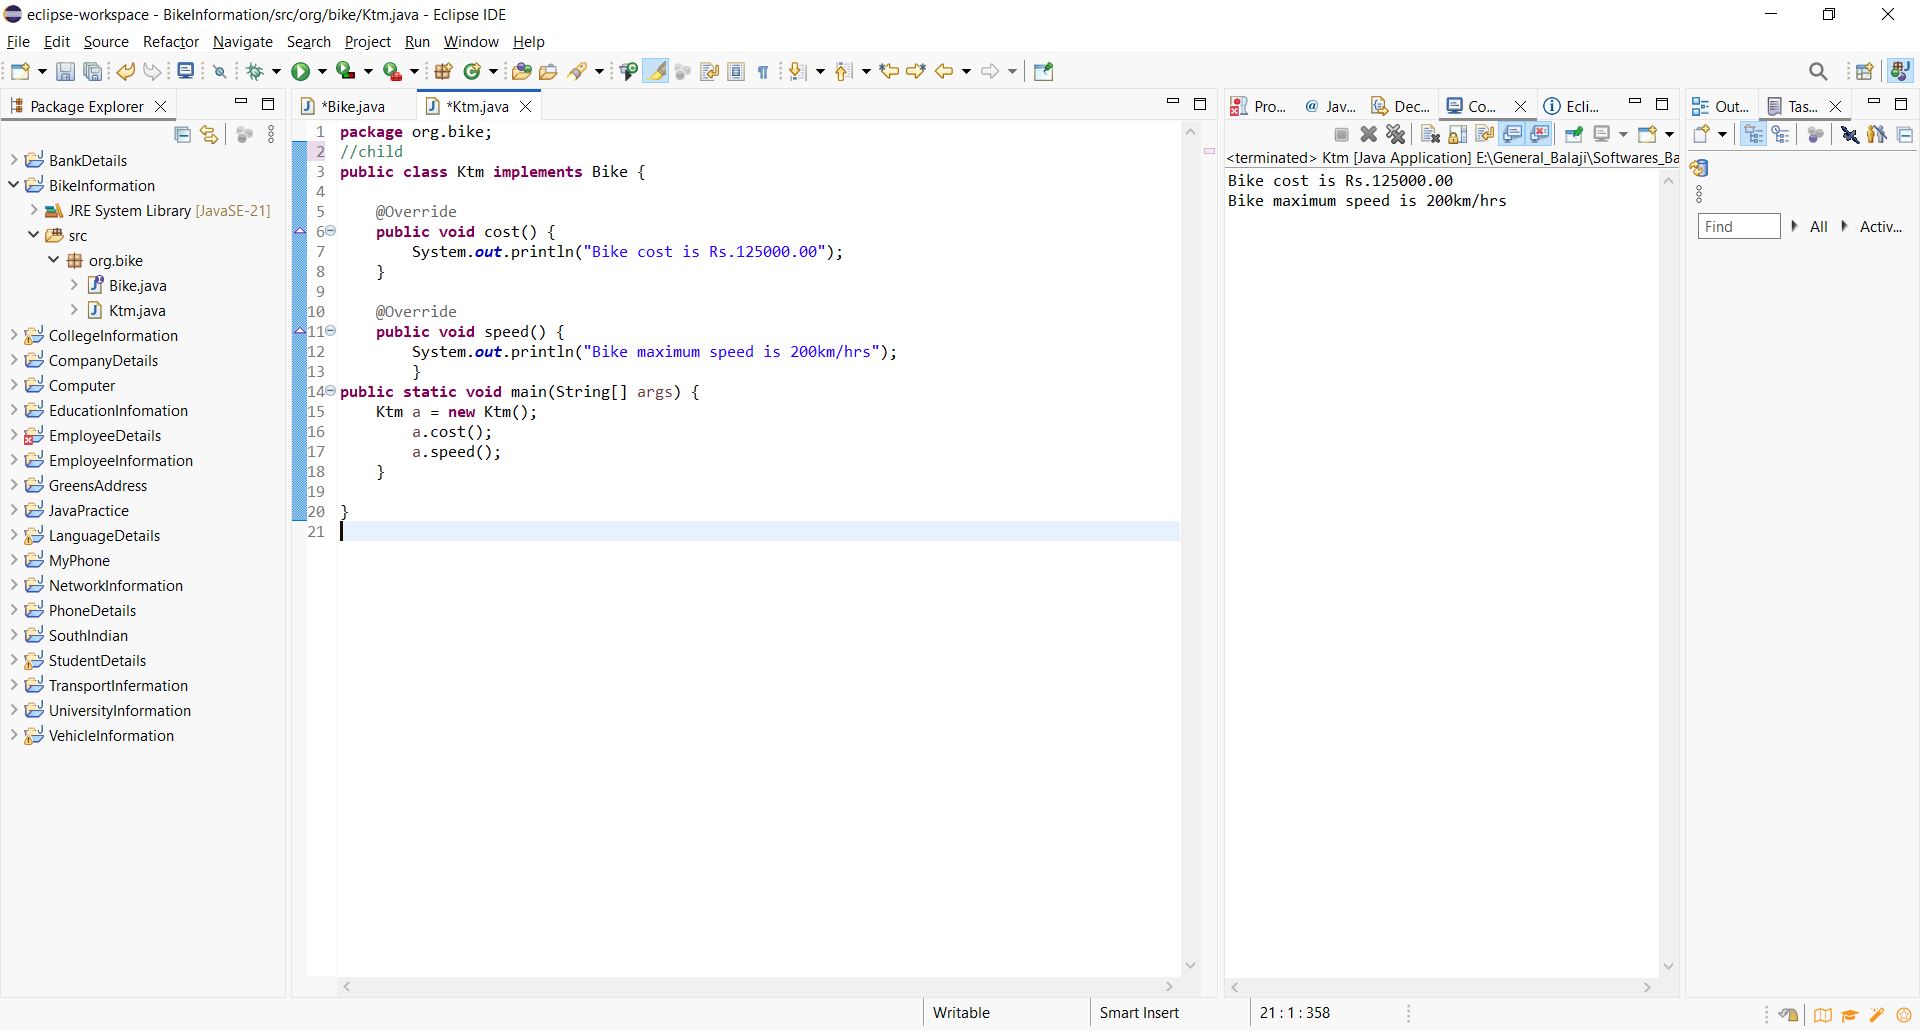 eclipse-workspace - BikeInformation/src/org/bike/Ktm.java - Eclipse IDE
File Edit Source Refactor Navigate Search Project Run Window Help
Package Explorer
BankDetails
BikeInformation
JRE System Library [JavaSE-21]
src
org.bike
Bike.java
Ktm.java
CollegeInformation
CompanyDetails
Computer
EducationInfomation
EmployeeDetails
EmployeeInformation
GreensAddress
JavaPractice
LanguageDetails
MyPhone
NetworkInformation
PhoneDetails
SouthIndian
StudentDetails
TransportInfermation
UniversityInformation
VehicleInformation
*Bike.java *Ktm.java
1 package org.bike;
2 //child
3 public class Ktm implements Bike {
4
5 @Override
6 public void cost() {
7 System.out.println("Bike cost is Rs.125000.00");
8 }
9
10 @Override
11 public void speed() {
12 System.out.println("Bike maximum speed is 200km/hrs");
13 }
14 public static void main(String[] args) {
15 Ktm a = new Ktm();
16 a.cost();
17 a.speed();
18 }
19
20 }
21
Pro... Jav... Dec... Co... Ecli...
<terminated> Ktm [Java Application] E:\General_Balaji\Softwares_Ba
Bike cost is Rs.125000.00
Bike maximum speed is 200km/hrs
Out... Tas...
Find All Activ...
Writable Smart Insert 21 : 1 : 358